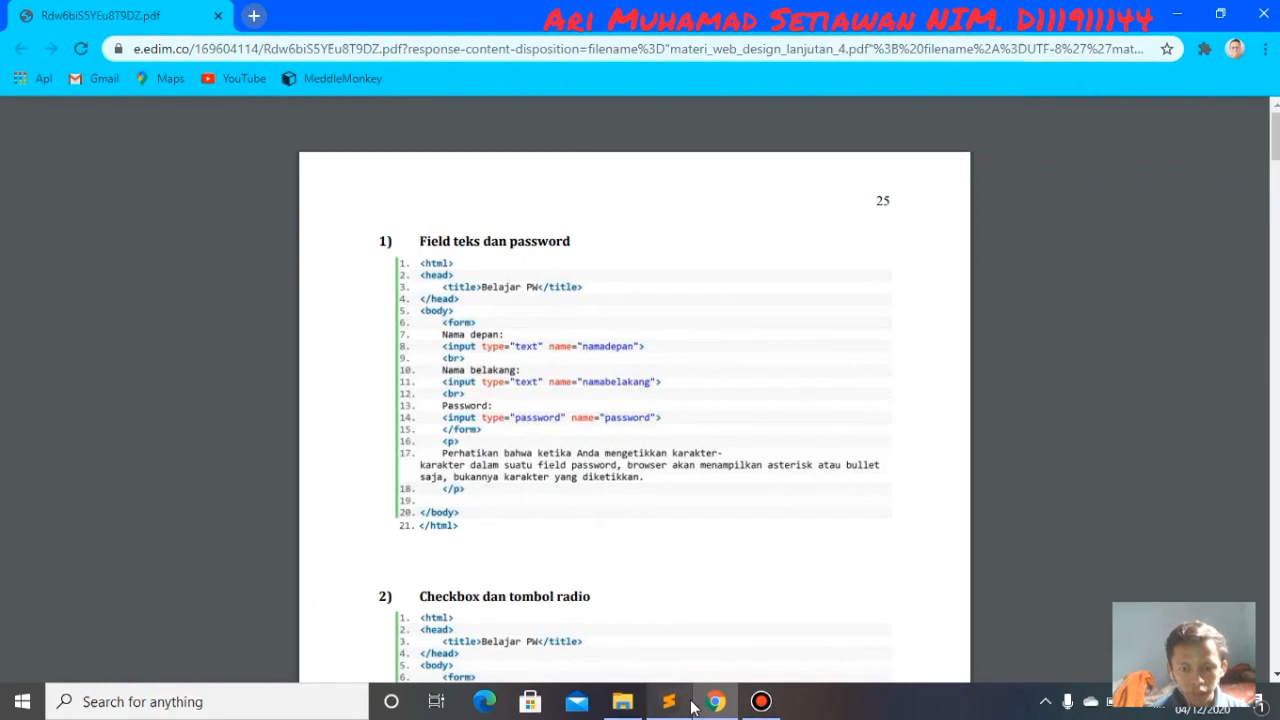 Rdw6biS5YEu8T9DZ.pdf
Ari Muhamad Setiawan NIM. D111911144
e.edim.co/169604114/Rdw6biS5YEu8T9DZ.pdf?response-content-disposition=filename%3D"materi_web_design_lanjutan_4.pdf"%3B%20filename%2A%3DUTF-8%27%27mat...
Apl Gmail Maps YouTube MeddleMonkey
25
1) Field teks dan password
1. <html>
2. <head>
3. <title>Belajar PW</title>
4. </head>
5. <body>
6. <form>
7. Nama depan:
8. <input type="text" name="namadepan">
9. <br>
10. Nama belakang:
11. <input type="text" name="namabelakang">
12. <br>
13. Password:
14. <input type="password" name="password">
15. </form>
16. <p>
17. Perhatikan bahwa ketika Anda mengetikkan karakter-
karakter dalam suatu field password, browser akan menampilkan asterisk atau bullet
saja, bukannya karakter yang diketikkan.
18. </p>
19.
20. </body>
21. </html>
2) Checkbox dan tombol radio
1. <html>
2. <head>
3. <title>Belajar PW</title>
4. </head>
5. <body>
6. <form>
Search for anything
04/12/2020
1